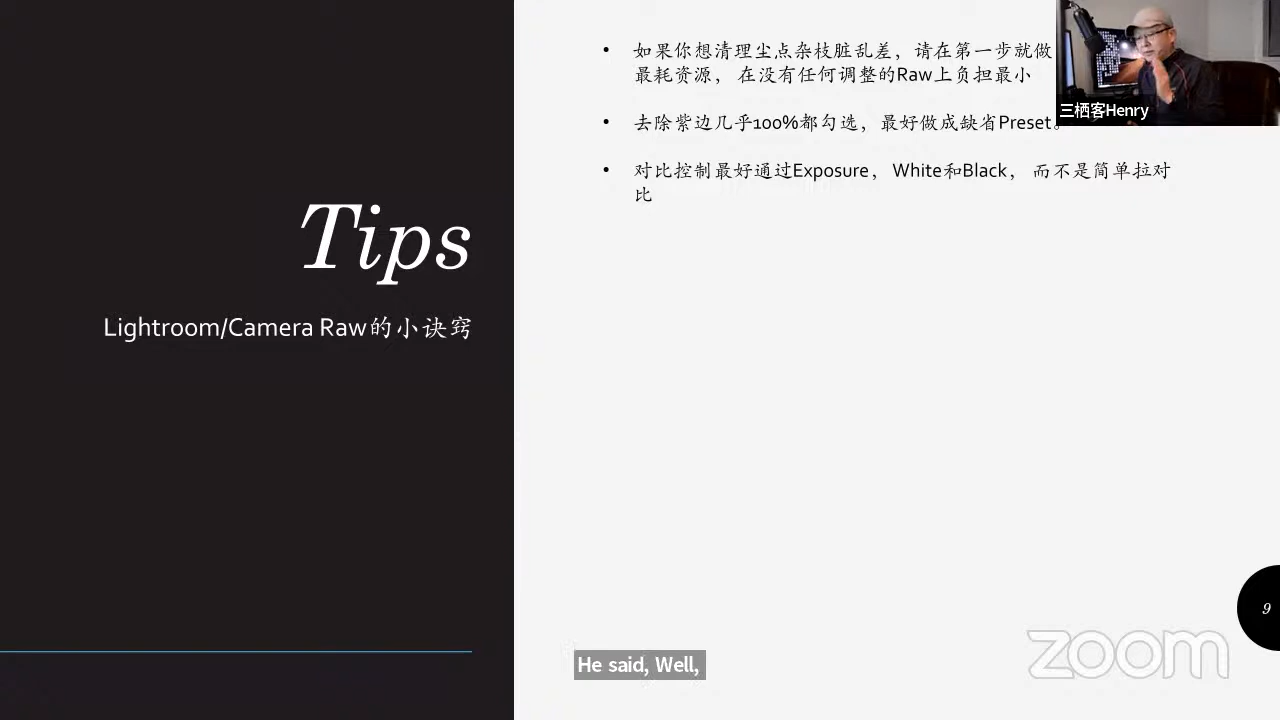 Tips
Lightroom/Camera Raw的小诀窍
• 如果你想清理尘点杂枝脏乱差，请在第一步就做
最耗资源， 在没有任何调整的Raw上负担最小
• 去除紫边几乎100%都勾选，最好做成缺省Preset。
• 对比控制最好通过Exposure， White和Black， 而不是简单拉对
比
三栖客Henry
9
He said, Well,
zoom